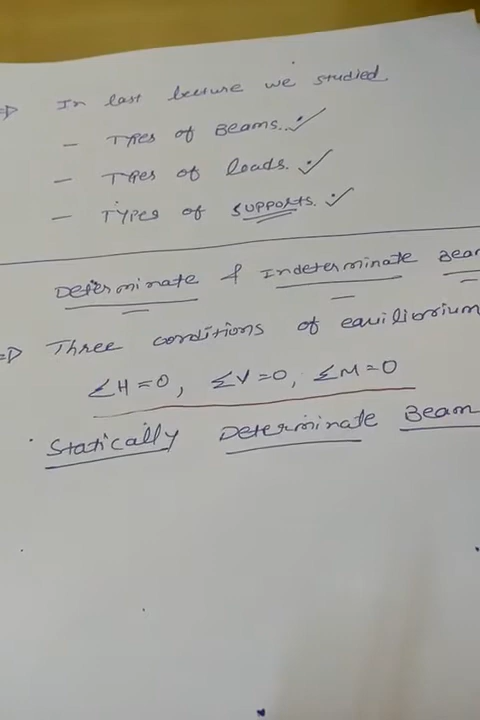 ⇒ In last lecture we studied
— Types of Beams. ✓
— Types of loads. ✓
— Types of supports. ✓
Determinate & Indeterminate Bear
⇒ Three conditions of equilibrium
ΣH=0, ΣV=0, ΣM=0
Statically Determinate Beam